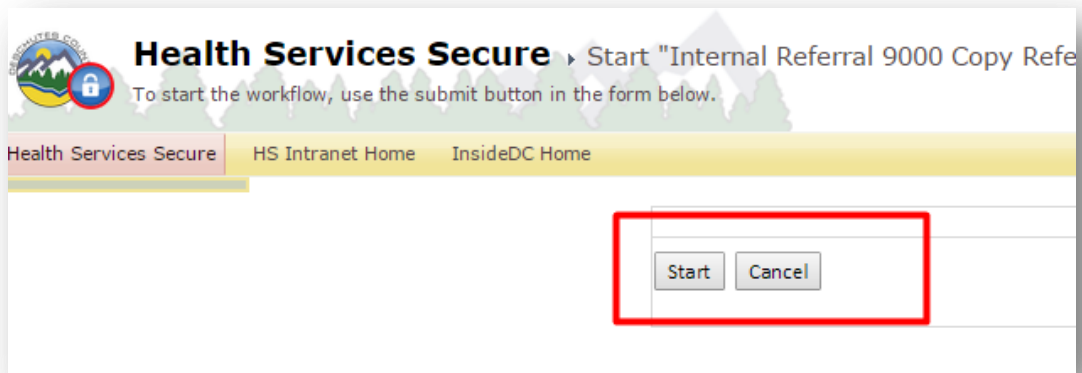 Health Services Secure › Start "Internal Referral 9000 Copy Refe
To start the workflow, use the submit button in the form below.
Health Services Secure HS Intranet Home InsideDC Home
Start Cancel